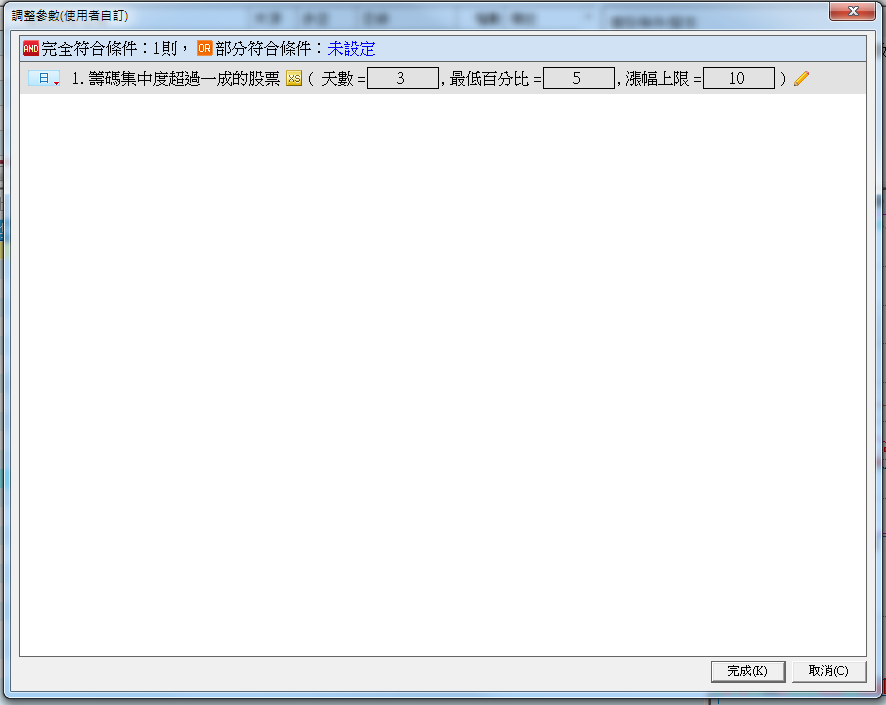 調整參數(使用者自訂)
AND 完全符合條件：1則， OR 部分符合條件：未設定
日 1. 籌碼集中度超過一成的股票 XS ( 天數 = 3 , 最低百分比 = 5 , 漲幅上限 = 10 )
完成(K) 取消(C)